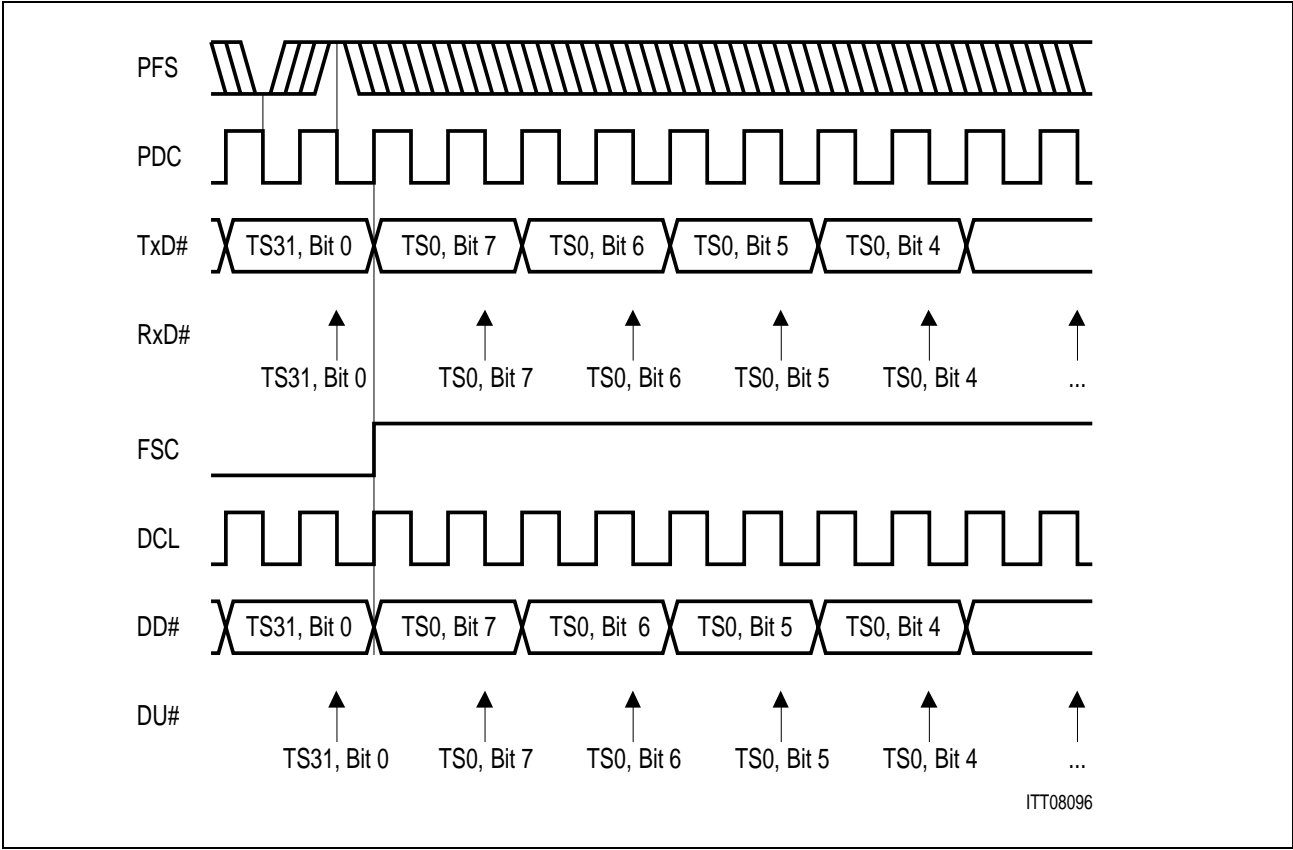 PFS
PDC
TxD# TS31, Bit 0 TS0, Bit 7 TS0, Bit 6 TS0, Bit 5 TS0, Bit 4
RxD#
TS31, Bit 0 TS0, Bit 7 TS0, Bit 6 TS0, Bit 5 TS0, Bit 4 ...
FSC
DCL
DD# TS31, Bit 0 TS0, Bit 7 TS0, Bit 6 TS0, Bit 5 TS0, Bit 4
DU#
TS31, Bit 0 TS0, Bit 7 TS0, Bit 6 TS0, Bit 5 TS0, Bit 4 ...
ITT08096